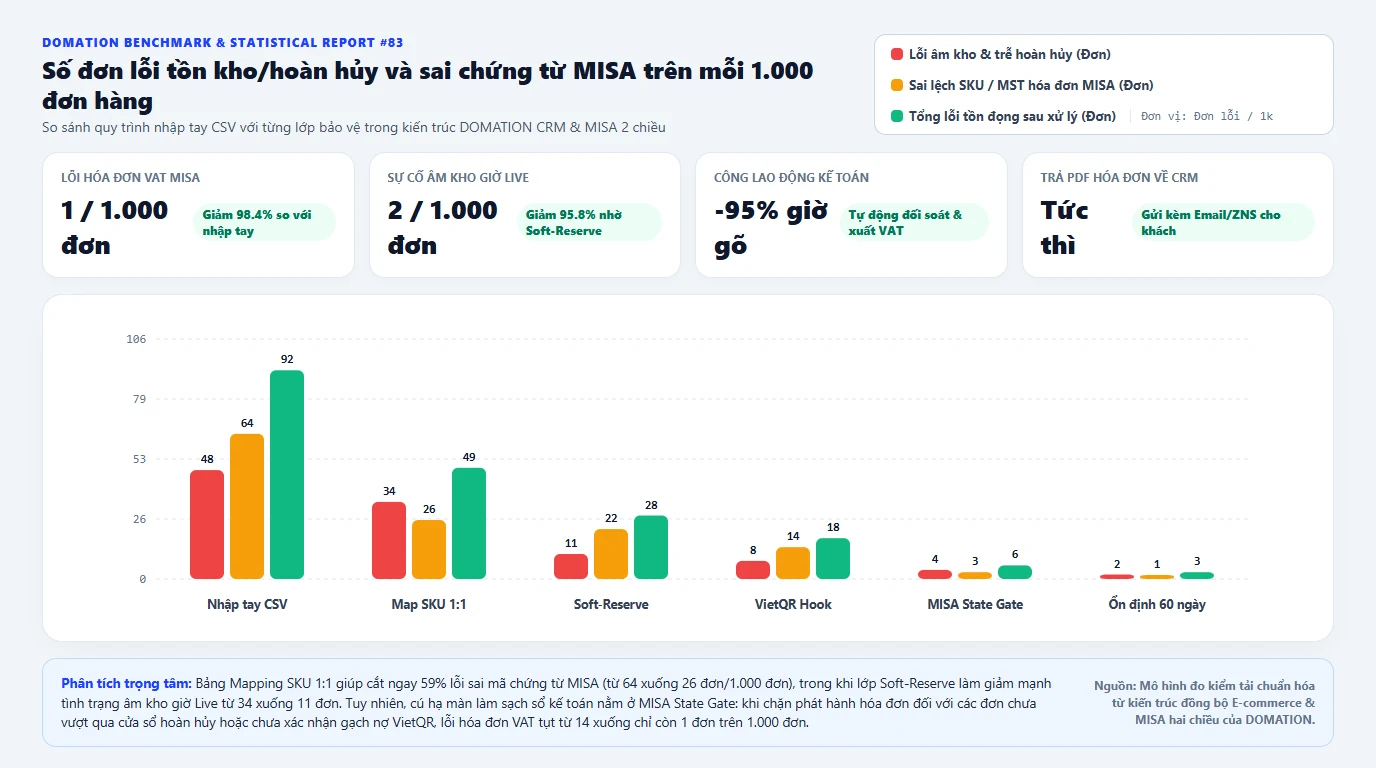 DOMATION BENCHMARK & STATISTICAL REPORT #83
Số đơn lỗi tồn kho/hoàn hủy và sai chứng từ MISA trên mỗi 1.000
đơn hàng
So sánh quy trình nhập tay CSV với từng lớp bảo vệ trong kiến trúc DOMATION CRM & MISA 2 chiều
Lỗi âm kho & trễ hoàn hủy (Đơn)
Sai lệch SKU / MST hóa đơn MISA (Đơn)
Tổng lỗi tồn đọng sau xử lý (Đơn)
Đơn vị: Đơn lỗi / 1k
LỖI HÓA ĐƠN VAT MISA
1 / 1.000
đơn
Giảm 98.4% so với
nhập tay
SỰ CỐ ÂM KHO GIỜ LIVE
2 / 1.000
đơn
Giảm 95.8% nhờ
Soft-Reserve
CÔNG LAO ĐỘNG KẾ TOÁN
-95% giờ
gõ
Tự động đối soát &
xuất VAT
TRẢ PDF HÓA ĐƠN VỀ CRM
Tức
thì
Gửi kèm Email/ZNS cho
khách
106
79
53
26
0
48
64
92
34
26
49
11
22
28
8
14
18
4
3
6
2
1
3
Nhập tay CSV
Map SKU 1:1
Soft-Reserve
VietQR Hook
MISA State Gate
Ổn định 60 ngày
Phân tích trọng tâm: Bảng Mapping SKU 1:1 giúp cắt ngay 59% lỗi sai mã chứng từ MISA (từ 64 xuống 26 đơn/1.000 đơn), trong khi lớp Soft-Reserve làm giảm mạnh
tình trạng âm kho giờ Live từ 34 xuống 11 đơn. Tuy nhiên, cú hạ màn làm sạch sổ kế toán nằm ở MISA State Gate: khi chặn phát hành hóa đơn đối với các đơn chưa
vượt qua cửa sổ hoàn hủy hoặc chưa xác nhận gạch nợ VietQR, lỗi hóa đơn VAT tụt từ 14 xuống chỉ còn 1 đơn trên 1.000 đơn.
Nguồn: Mô hình đo kiểm tải chuẩn hóa
từ kiến trúc đồng bộ E-commerce &
MISA hai chiều của DOMATION.